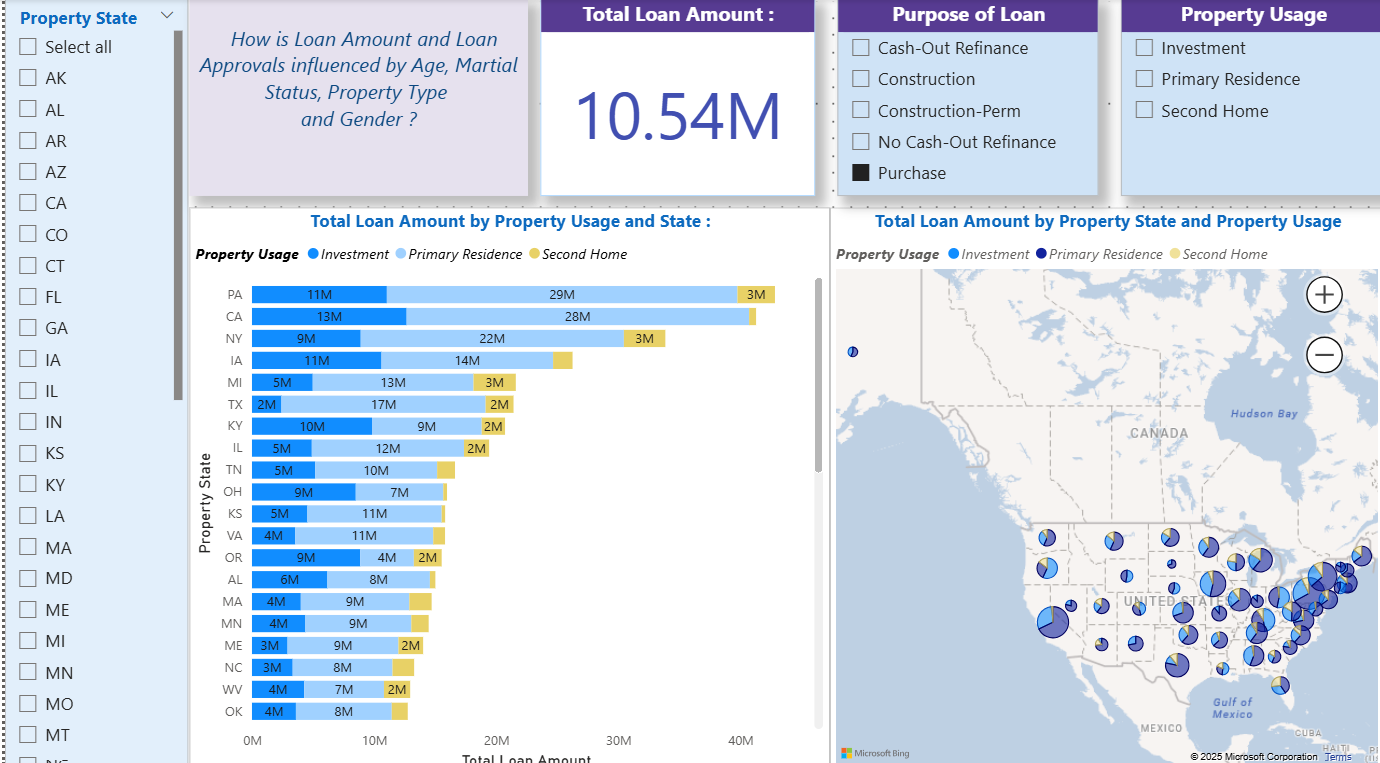 Property State
Select all
AK
AL
AR
AZ
CA
CO
CT
FL
GA
IA
IL
IN
KS
KY
LA
MA
MD
ME
MI
MN
MO
MT
How is Loan Amount and Loan
Approvals influenced by Age, Martial
Status, Property Type
and Gender ?
Total Loan Amount :
10.54M
Purpose of Loan
Cash-Out Refinance
Construction
Construction-Perm
No Cash-Out Refinance
Purchase
Property Usage
Investment
Primary Residence
Second Home
Total Loan Amount by Property Usage and State :
Property Usage Investment Primary Residence Second Home
Property State
PA 11M 29M 3M
CA 13M 28M
NY 9M 22M 3M
IA 11M 14M
MI 5M 13M 3M
TX 2M 17M 2M
KY 10M 9M 2M
IL 5M 12M 2M
TN 5M 10M
OH 9M 7M
KS 5M 11M
VA 4M 11M
OR 9M 4M 2M
AL 6M 8M
MA 4M 9M
MN 4M 9M
ME 3M 9M 2M
NC 3M 8M
WV 4M 7M 2M
OK 4M 8M
0M 10M 20M 30M 40M
Total Loan Amount
Total Loan Amount by Property State and Property Usage
Property Usage Investment Primary Residence Second Home
Hudson Bay
CANADA
UNITED STATE
Gulf of
Mexico
MEXICO
CUBA
HAITI
Microsoft Bing
© 2025 Microsoft Corporation Terms